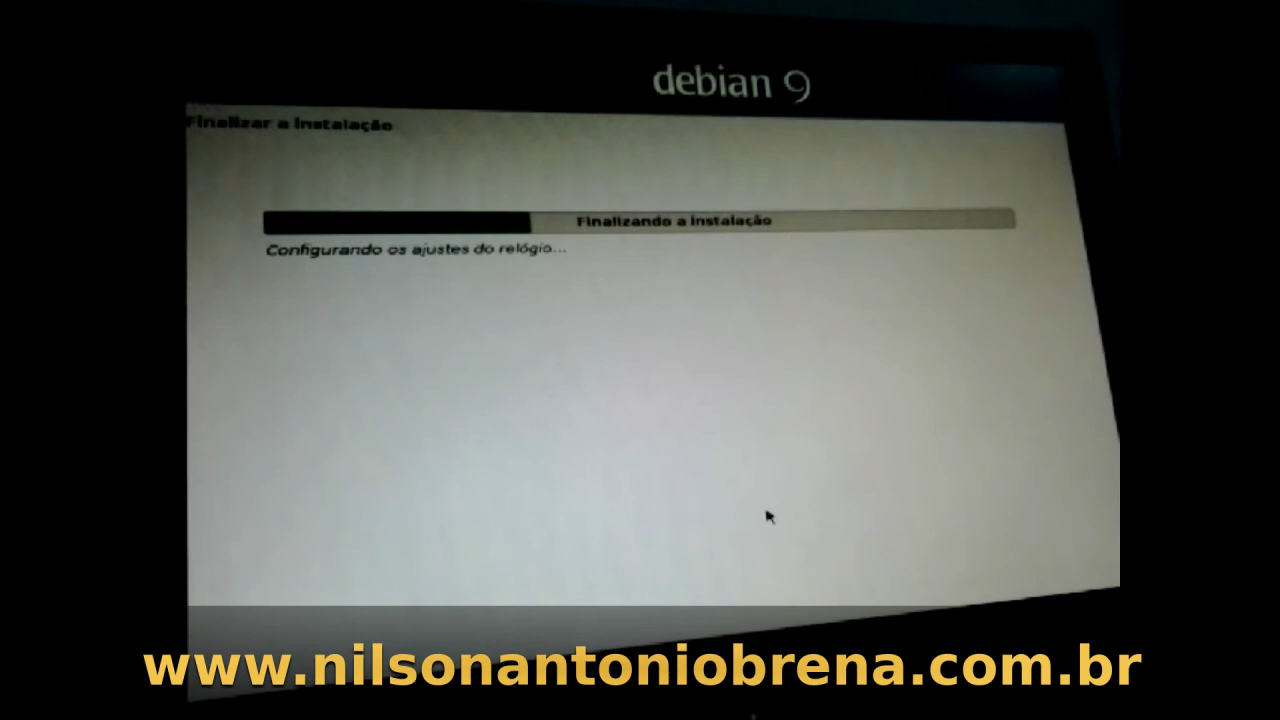 debian 9
Finalizar a instalação
Finalizando a instalação
Configurando os ajustes do relógio...
www.nilsonantoniobrena.com.br